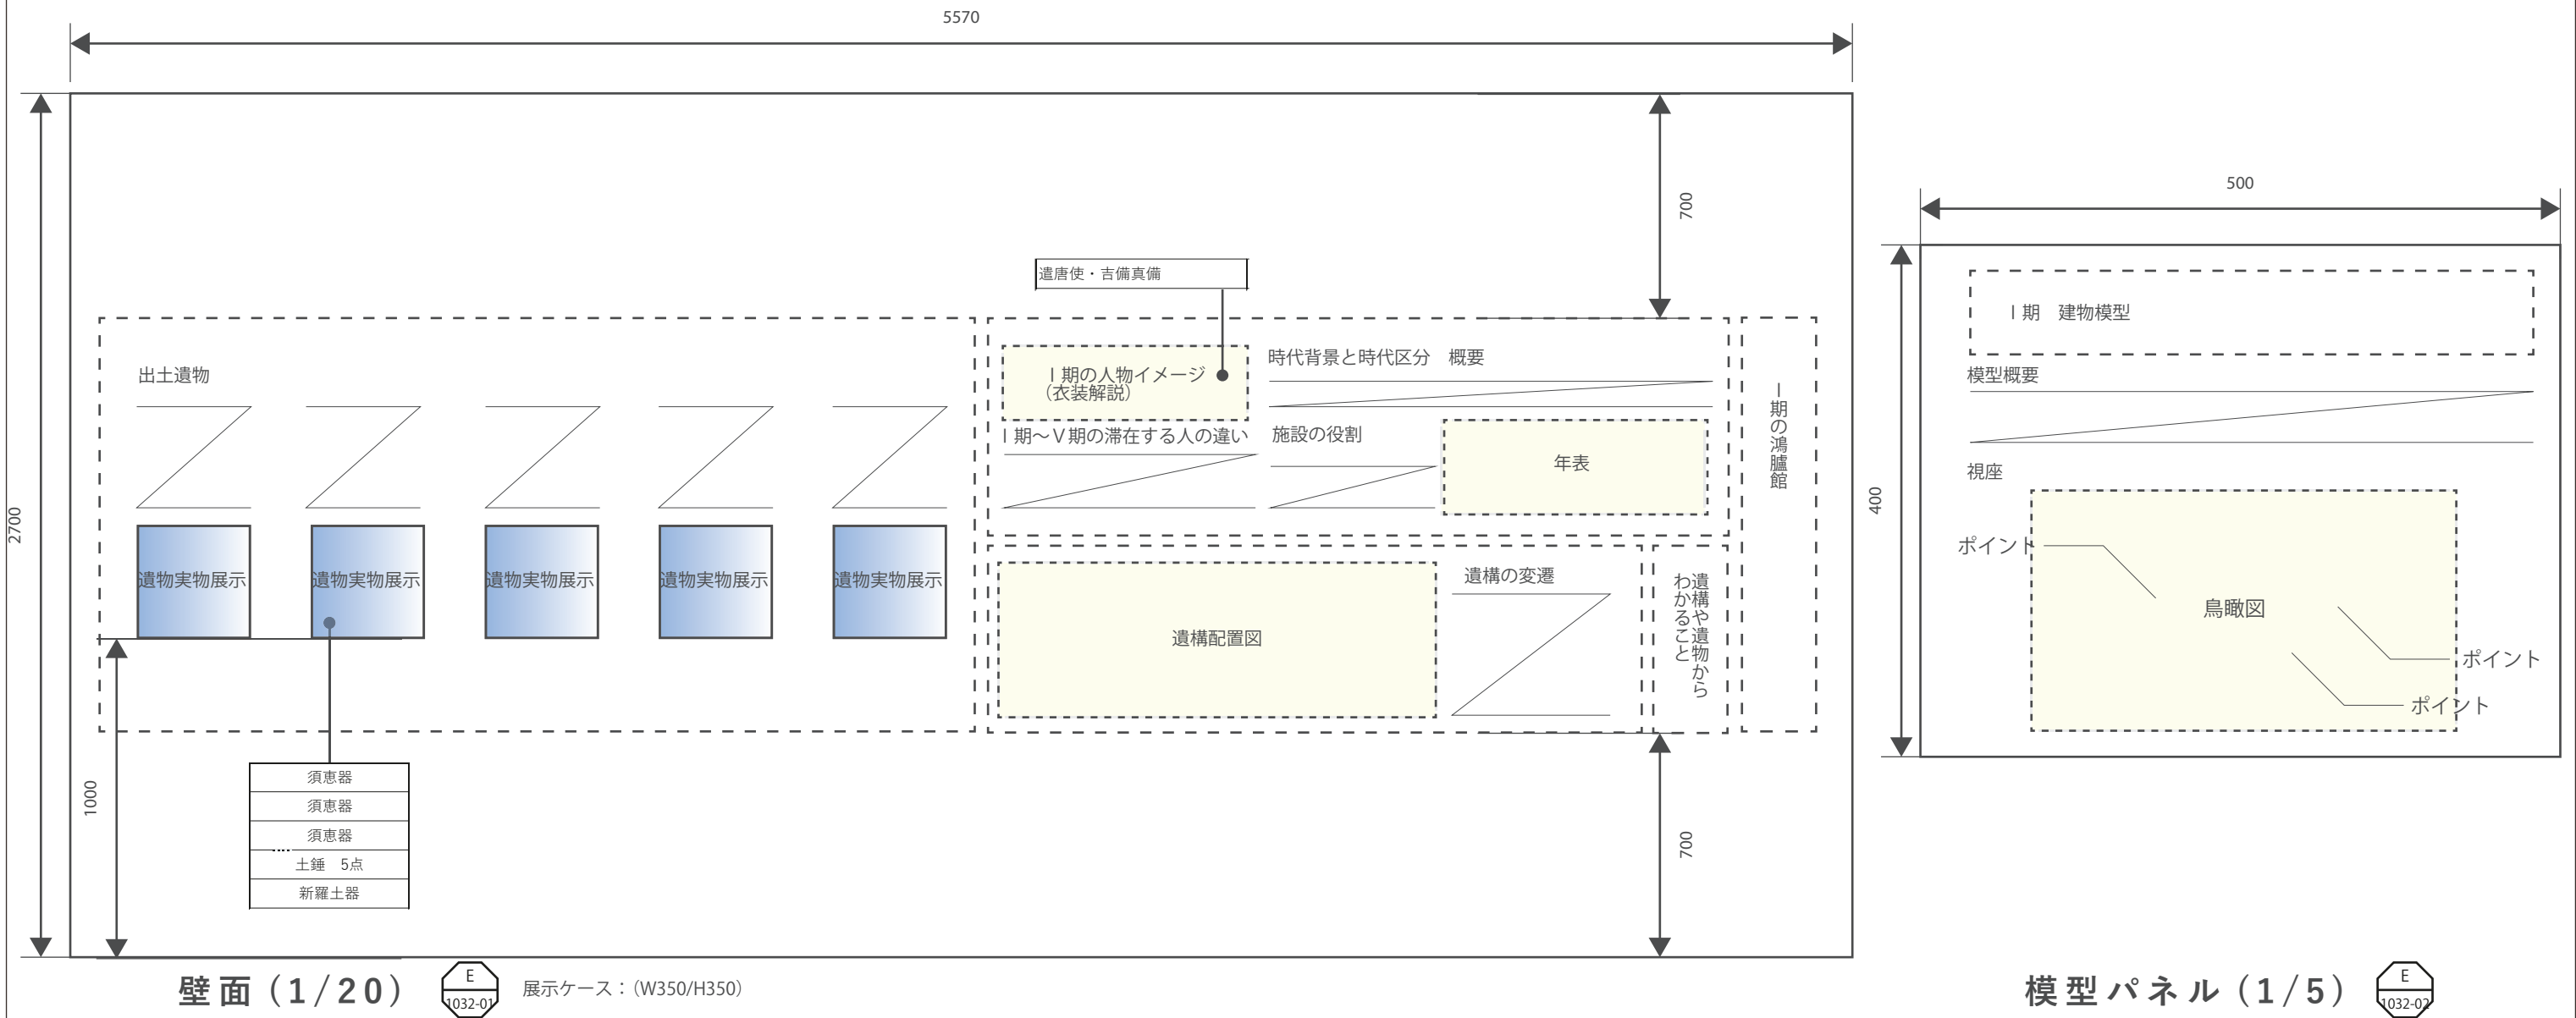 5570
2700
700
遣唐使・吉備真備
出土遺物
Ⅰ期の人物イメージ
（衣装解説）
時代背景と時代区分　概要
Ⅰ期～Ⅴ期の滞在する人の違い
施設の役割
年表
Ⅰ期の鴻臚館
遺物実物展示
遺物実物展示
遺物実物展示
遺物実物展示
遺物実物展示
遺構配置図
遺構の変遷
遺構や遺物から
わかること
1000
須恵器
須恵器
須恵器
土錘　5点
新羅土器
700
壁面（1/20）
E
1032-01
展示ケース：（W350/H350）
500
400
Ⅰ期　建物模型
模型概要
視座
ポイント
鳥瞰図
ポイント
ポイント
模型パネル（1/5）
E
1032-02